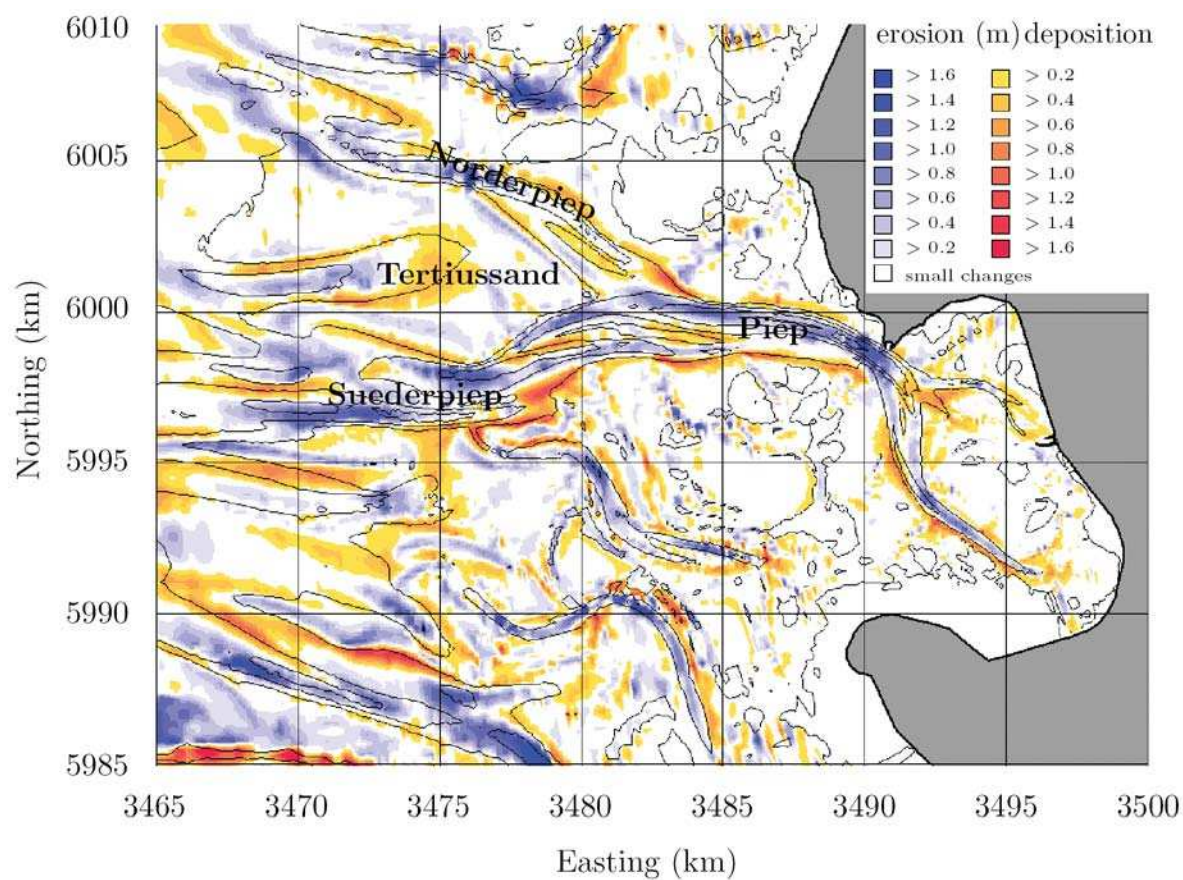 6010
6005
6000
5995
5990
5985
Northing (km)
3465
3470
3475
3480
3485
3490
3495
3500
Easting (km)
erosion (m) deposition
> 1.6 > 0.2
> 1.4 > 0.4
> 1.2 > 0.6
> 1.0 > 0.8
> 0.8 > 1.0
> 0.6 > 1.2
> 0.4 > 1.4
> 0.2 > 1.6
small changes
Norderpiep
Tertiussand
Piep
Suederpiep